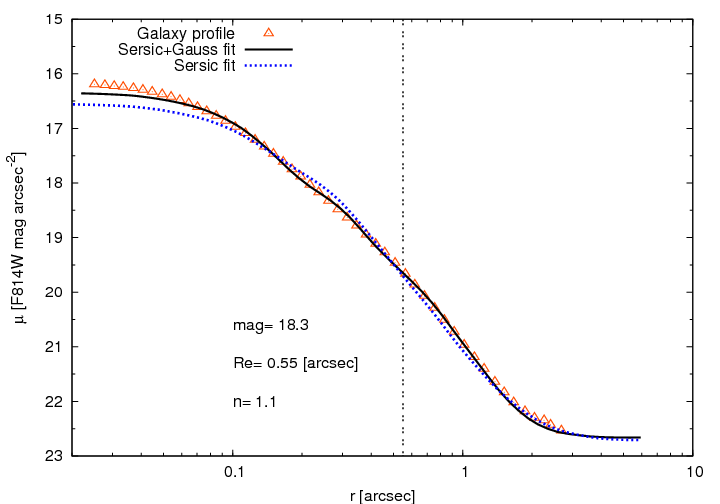 Galaxy profile
Sersic+Gauss fit
Sersic fit
15
16
17
18
19
20
21
22
23
μ [F814W mag arcsec⁻²]
mag= 18.3
Re= 0.55 [arcsec]
n= 1.1
0.1
1
10
r [arcsec]